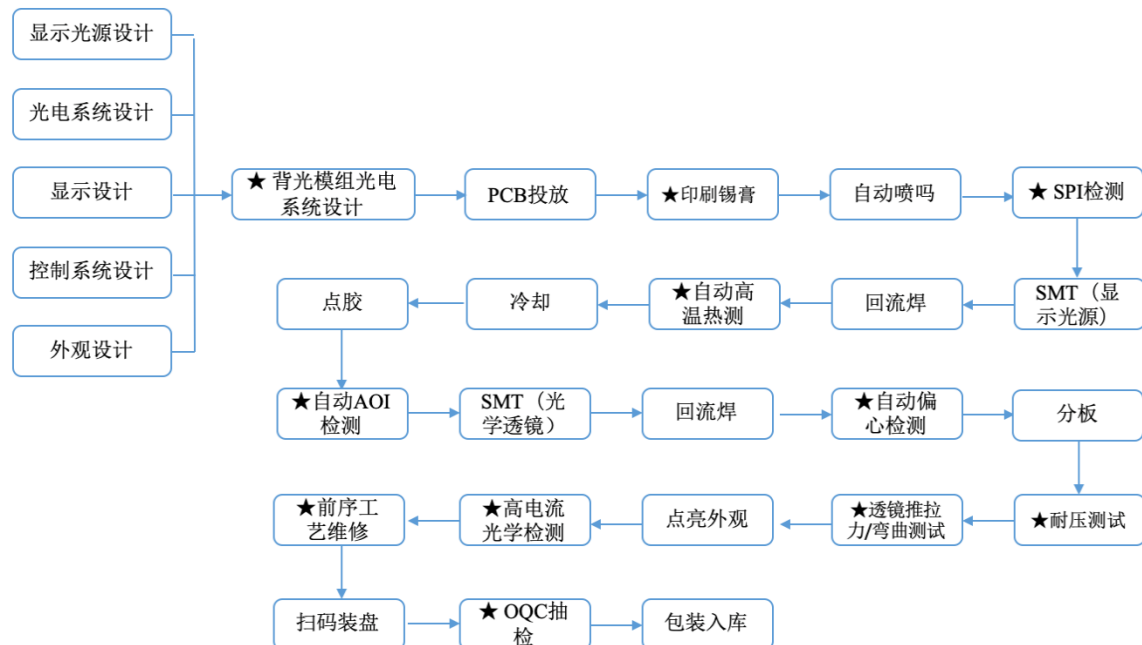 显示光源设计
光电系统设计
显示设计
控制系统设计
外观设计
★ 背光模组光电
系统设计
PCB投放
★印刷锡膏
自动喷吗
★ SPI检测
SMT（显
示光源）
回流焊
★自动高
温热测
冷却
点胶
★自动AOI
检测
SMT（光
学透镜）
回流焊
★自动偏
心检测
分板
★耐压测试
★透镜推拉
力/弯曲测试
点亮外观
★高电流
光学检测
★前序工
艺维修
扫码装盘
★ OQC抽
检
包装入库